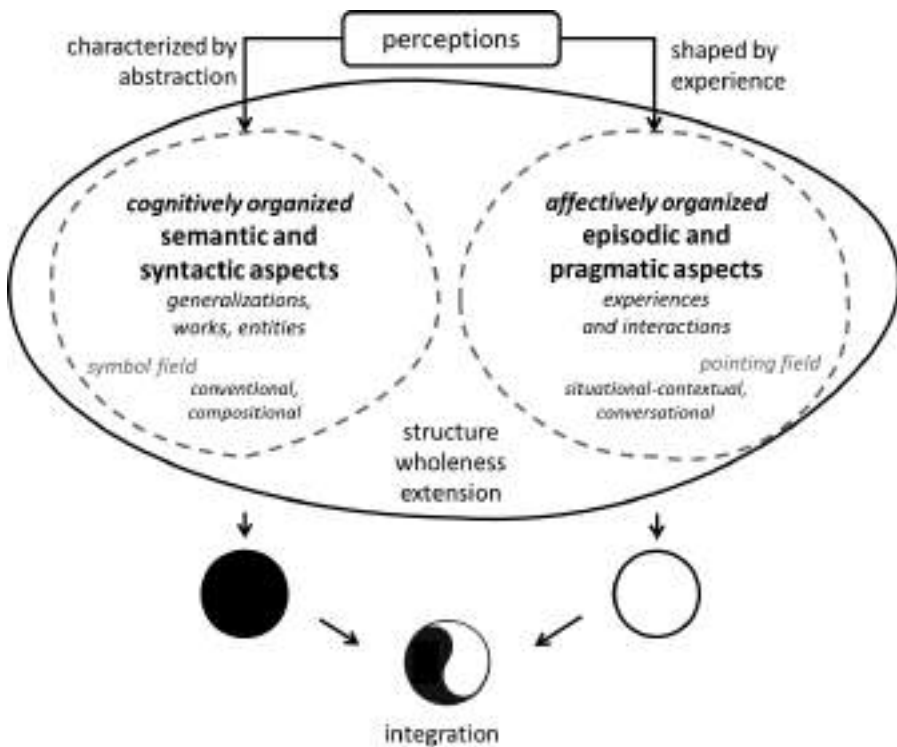 perceptions
characterized by
abstraction
shaped by
experience
cognitively organized
semantic and
syntactic aspects
generalizations,
works, entities
symbol field
conventional,
compositional
affectively organized
episodic and
pragmatic aspects
experiences
and interactions
pointing field
situational-contextual,
conversational
structure
wholeness
extension
integration